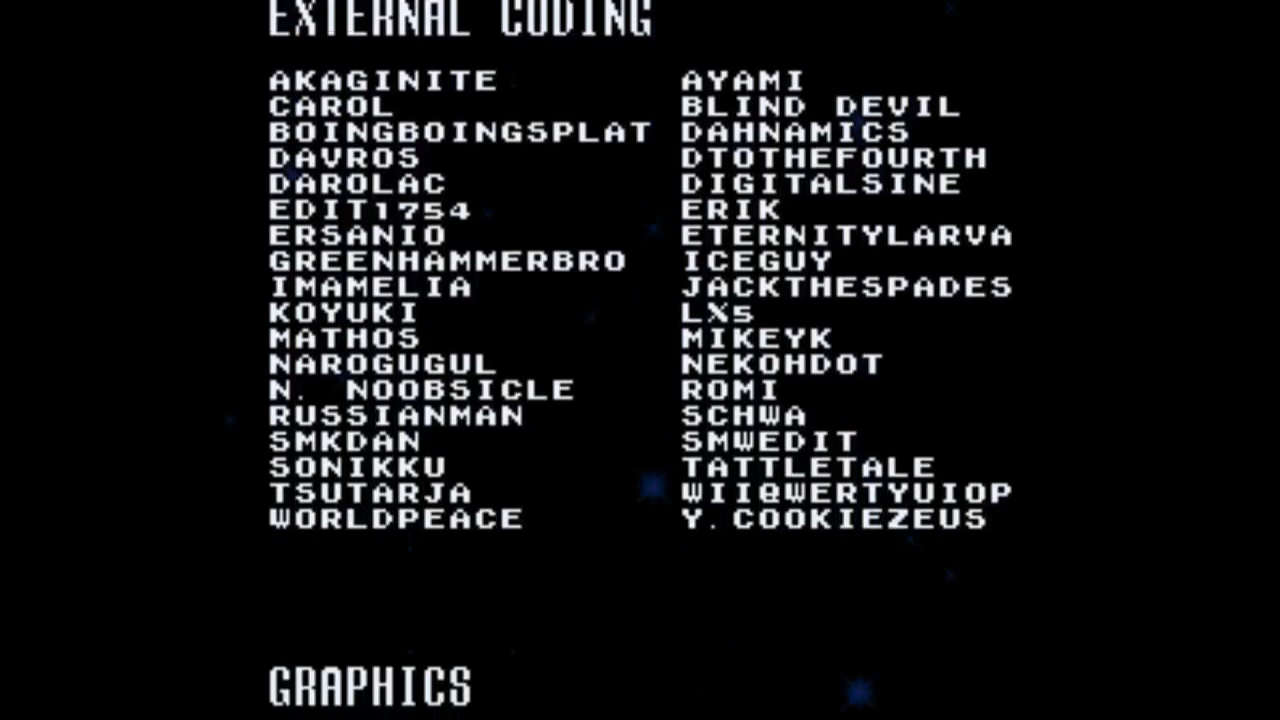 EXTERNAL CODING
AKAGINITE AYAMI
CAROL BLIND DEVIL
BOINGBOINGSPLAT DAHNAMICS
DAVROS DTOTHEFOURTH
DAROLAC DIGITALSINE
EDIT1754 ERIK
ERSANIO ETERNITYLARVA
GREENHAMMERBRO ICEGUY
IMAMELIA JACKTHESPADES
KOYUKI LX5
MATHOS MIKEYK
NAROGUGUL NEKOHDOT
N. NOOBSICLE ROMI
RUSSIANMAN SCHWA
SMKDAN SMWEDIT
SONIKKU TATTLETALE
TSUTARJA WIIQWERTYUIOP
WORLDPEACE Y.COOKIEZEUS
GRAPHICS